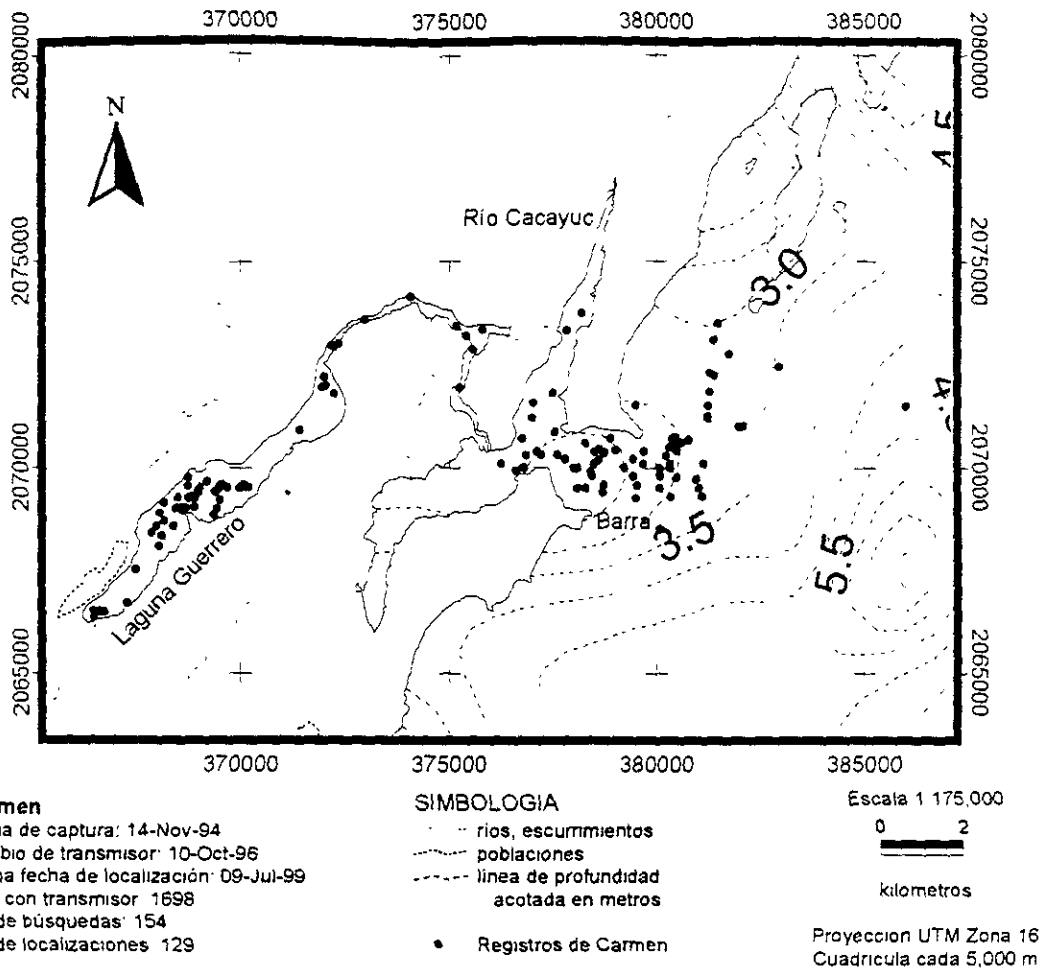 370000 375000 380000 385000
2080000
2080000
N
Río Cacayuc
2075000
2075000
3.0
2070000
2070000
Barra
3.5
5.5
Laguna Guerrero
2065000
2065000
370000 375000 380000 385000
men
a de captura: 14-Nov-94
bio de transmisor: 10-Oct-96
na fecha de localización: 09-Jul-99
con transmisor 1698
de búsquedas: 154
de localizaciones 129
SIMBOLOGIA
rios, escurrimientos
poblaciones
línea de profundidad
acotada en metros
Registros de Carmen
Escala 1 175,000
0 2
kilometros
Proyeccion UTM Zona 16
Cuadricula cada 5,000 m